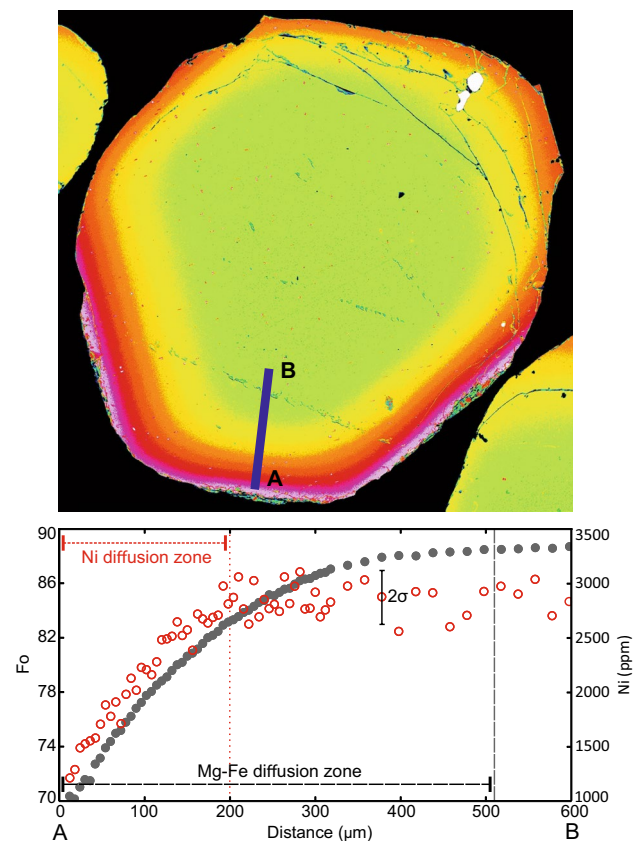 B
A
90
86
82
78
74
70
Fo
Ni diffusion zone
2σ
Mg-Fe diffusion zone
3500
3000
2500
2000
1500
1000
Ni (ppm)
0 100 200 300 400 500 600
A Distance (μm) B